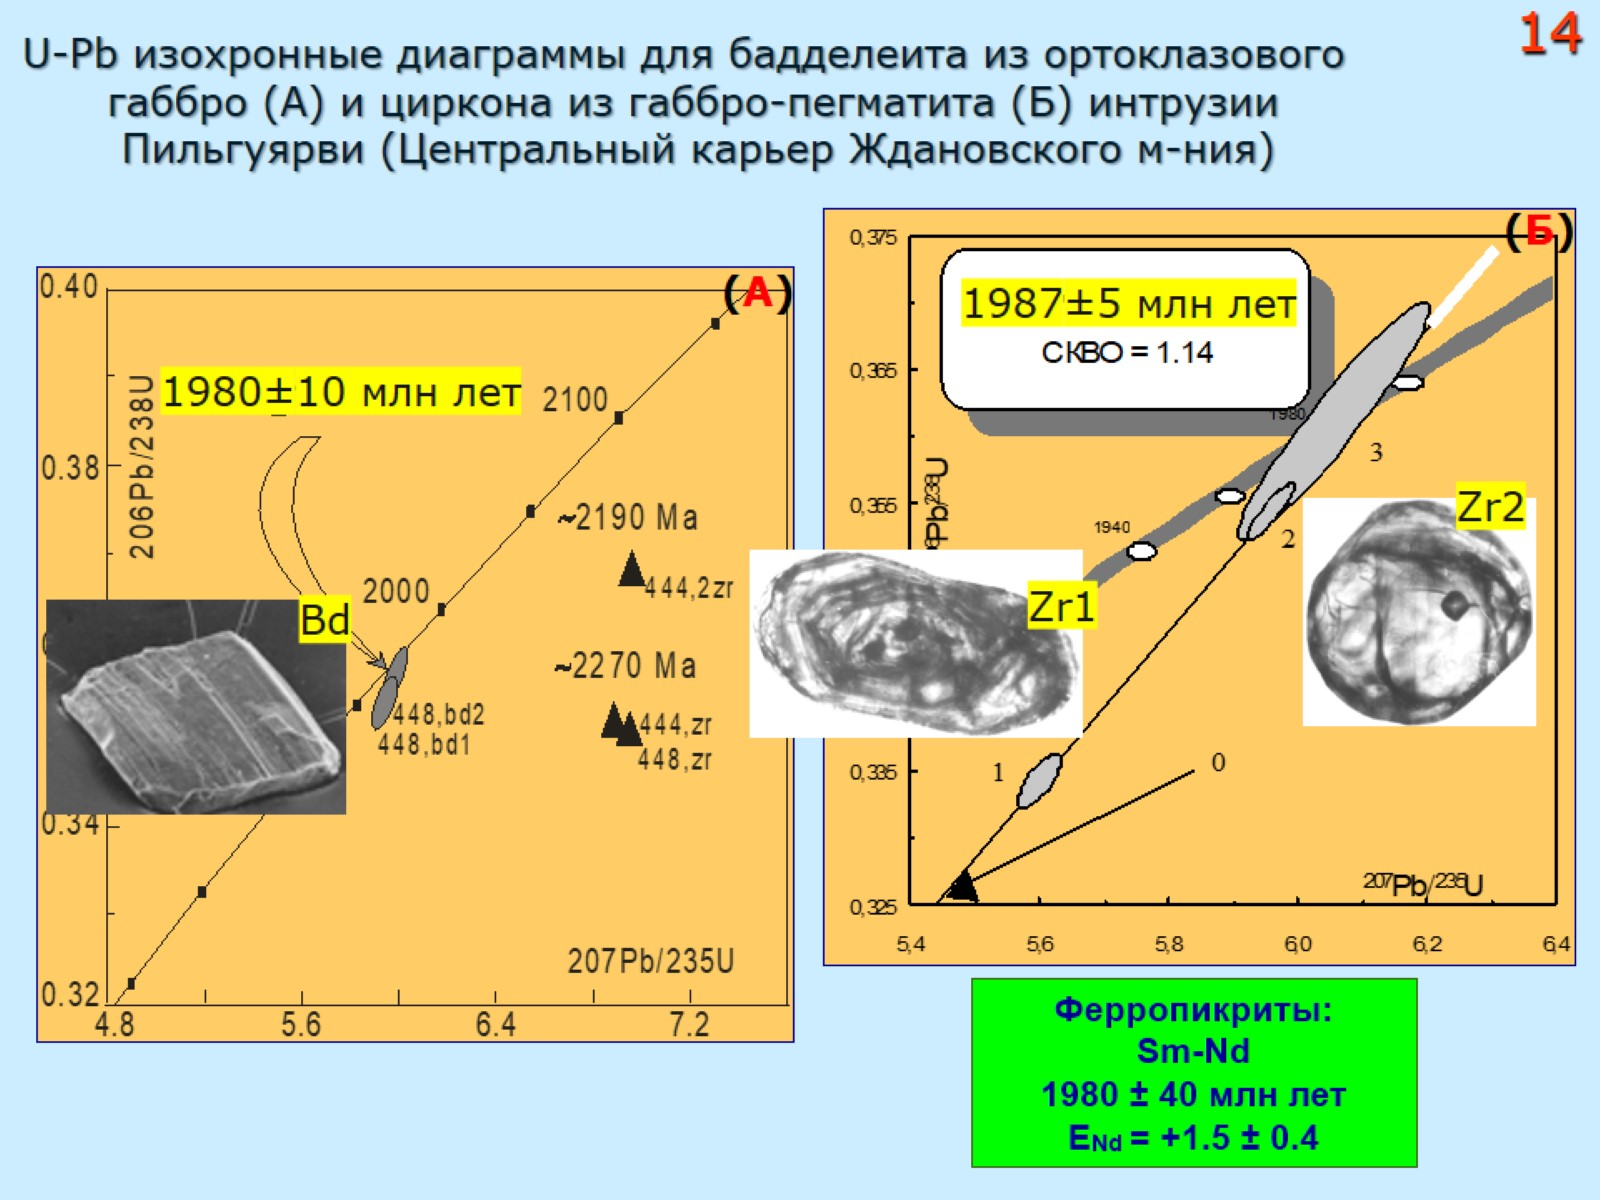 14
U-Pb изохронные диаграммы для бадделеита из ортоклазового
габбро (А) и циркона из габбро-пегматита (Б) интрузии
Пильгуярви (Центральный карьер Ждановского м-ния)
(А)
0.40
0.38
0.34
0.32
206Pb/238U
1980±10 млн лет
2100
2000
~2190 Ma
444,2zr
~2270 Ma
444,zr
448,zr
Bd
448,bd2
448,bd1
207Pb/235U
4.8
5.6
6.4
7.2
(Б)
0,375
0,365
0,355
0,335
0,325
1987±5 млн лет
СКВО = 1.14
1980
1940
Pb/238U
3
2
1
0
Zr1
Zr2
207Pb/235U
5,4
5,6
5,8
6,0
6,2
6,4
Ферропикриты:
Sm-Nd
1980 ± 40 млн лет
ENd = +1.5 ± 0.4